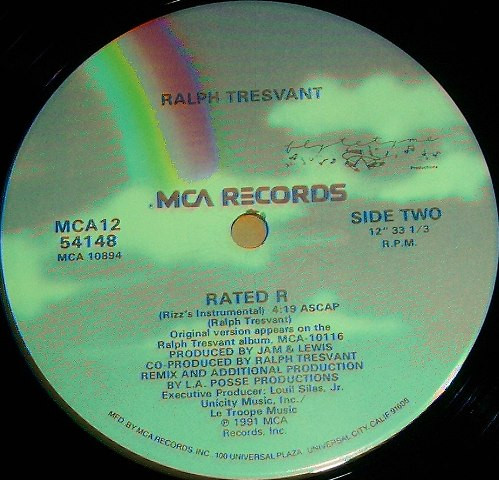 RALPH TRESVANT
flyte tyme
Productions
MCA RECORDS
MCA12
54148
MCA 10894
SIDE TWO
12" 33 1/3
R.P.M.
RATED R
(Rizz's Instrumental) 4:19 ASCAP
(Ralph Tresvant)
Original version appears on the
Ralph Tresvant album, MCA-10116
PRODUCED BY JAM & LEWIS
CO-PRODUCED BY RALPH TRESVANT
REMIX AND ADDITIONAL PRODUCTION
BY L.A. POSSE PRODUCTIONS
Executive Producer: Louil Silas, Jr.
Unicity Music, Inc./
Le Troope Music
℗ © 1991 MCA
Records, Inc.
MFD. BY MCA RECORDS, INC. 100 UNIVERSAL PLAZA, UNIVERSAL CITY, CALIF. 91608